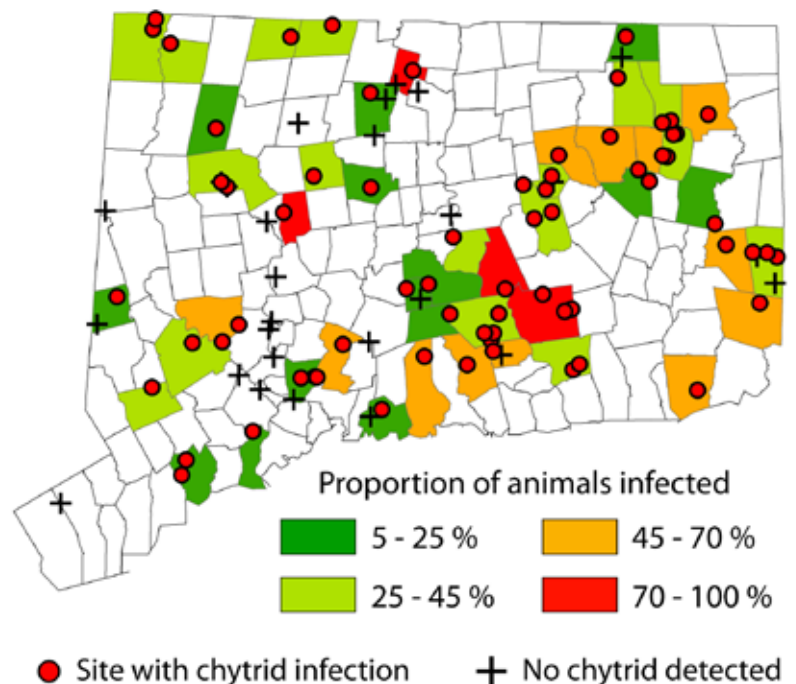 Proportion of animals infected
5 - 25 % 45 - 70 %
25 - 45 % 70 - 100 %
Site with chytrid infection No chytrid detected